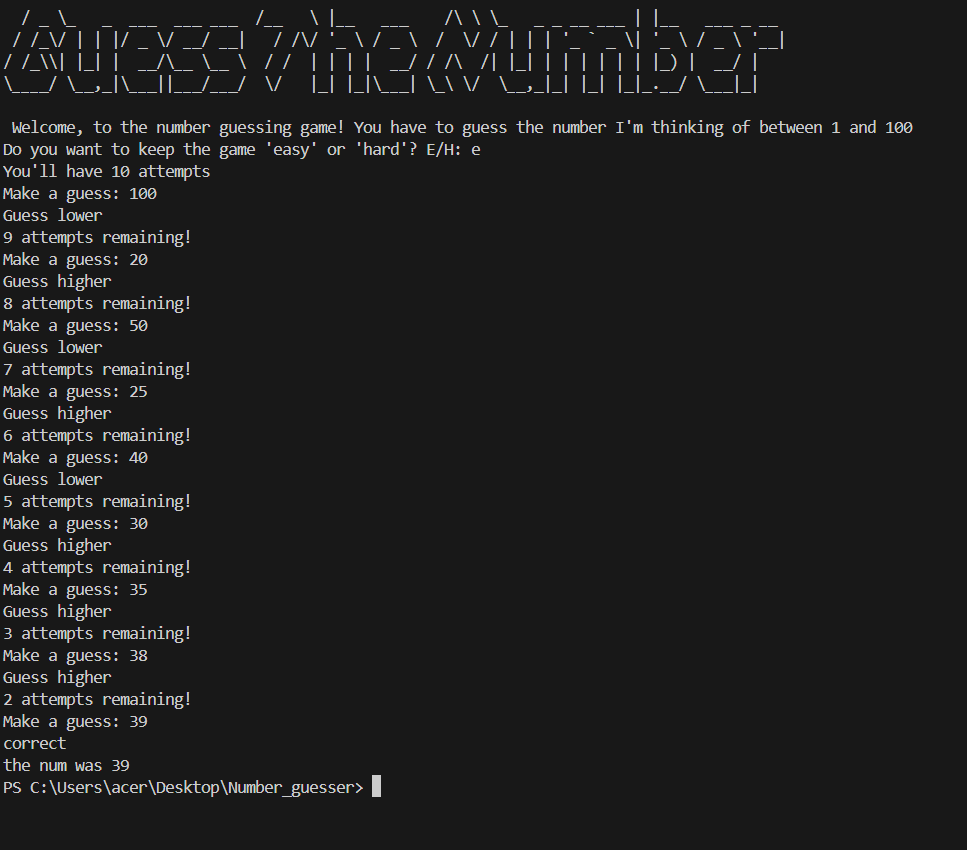 Guess The Number
Welcome, to the number guessing game! You have to guess the number I'm thinking of between 1 and 100
Do you want to keep the game 'easy' or 'hard'? E/H: e
You'll have 10 attempts
Make a guess: 100
Guess lower
9 attempts remaining!
Make a guess: 20
Guess higher
8 attempts remaining!
Make a guess: 50
Guess lower
7 attempts remaining!
Make a guess: 25
Guess higher
6 attempts remaining!
Make a guess: 40
Guess lower
5 attempts remaining!
Make a guess: 30
Guess higher
4 attempts remaining!
Make a guess: 35
Guess higher
3 attempts remaining!
Make a guess: 38
Guess higher
2 attempts remaining!
Make a guess: 39
correct
the num was 39
PS C:\Users\acer\Desktop\Number_guesser>